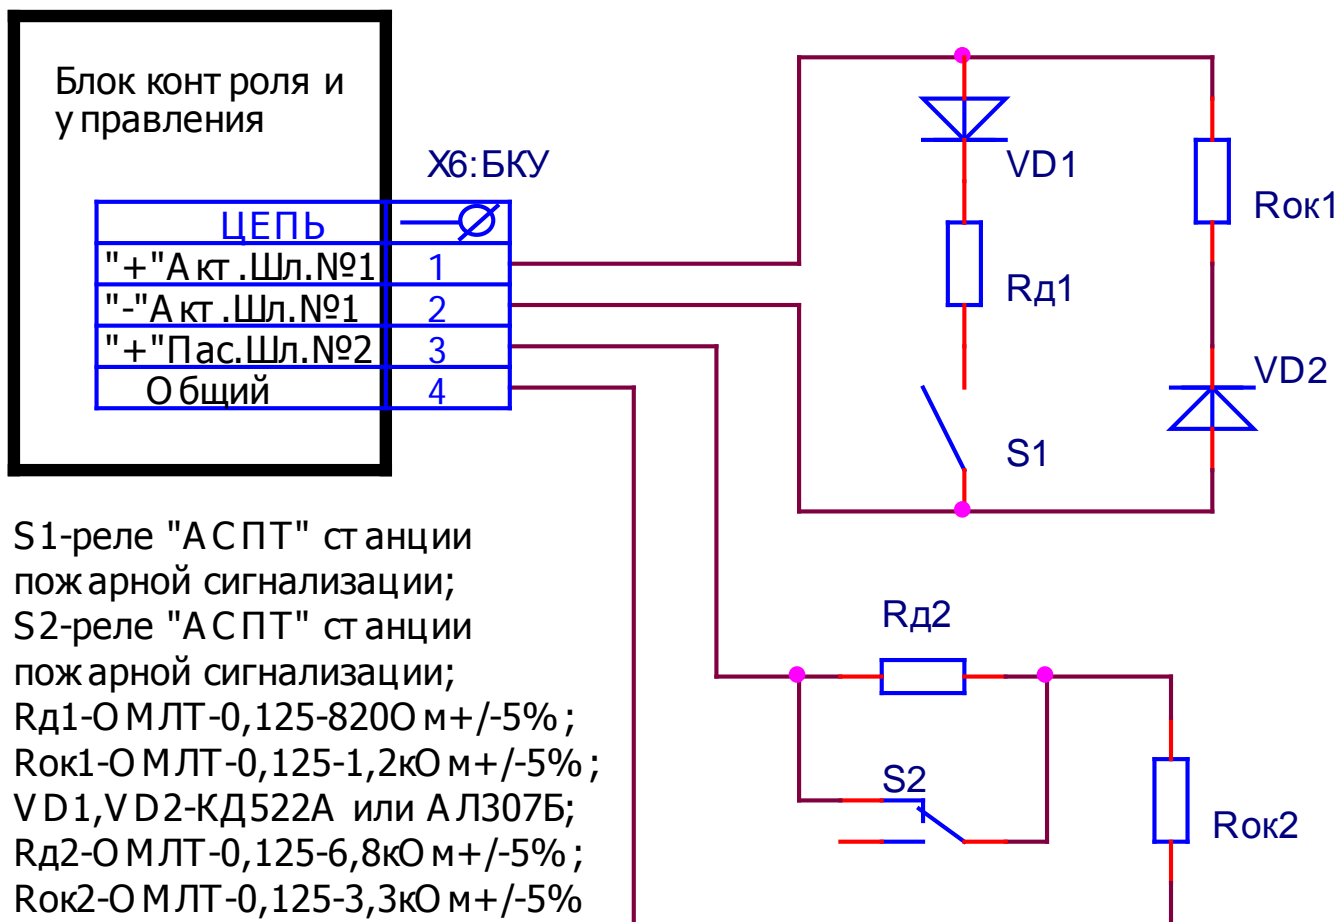 Блок контроля и
управления
X6:БКУ
ЦЕПЬ
"+"Акт.Шл.№1 1
"-"Акт.Шл.№1 2
"+"Пас.Шл.№2 3
Общий 4
VD1
Rд1
S1
Rок1
VD2
S1-реле "АСПТ" станции
пожарной сигнализации;
S2-реле "АСПТ" станции
пожарной сигнализации;
Rд1-ОМЛТ-0,125-820Ом+/-5%;
Rок1-ОМЛТ-0,125-1,2кОм+/-5%;
VD1,VD2-КД522А или АЛ307Б;
Rд2-ОМЛТ-0,125-6,8кОм+/-5%;
Rок2-ОМЛТ-0,125-3,3кОм+/-5%
Rд2
S2
Rок2